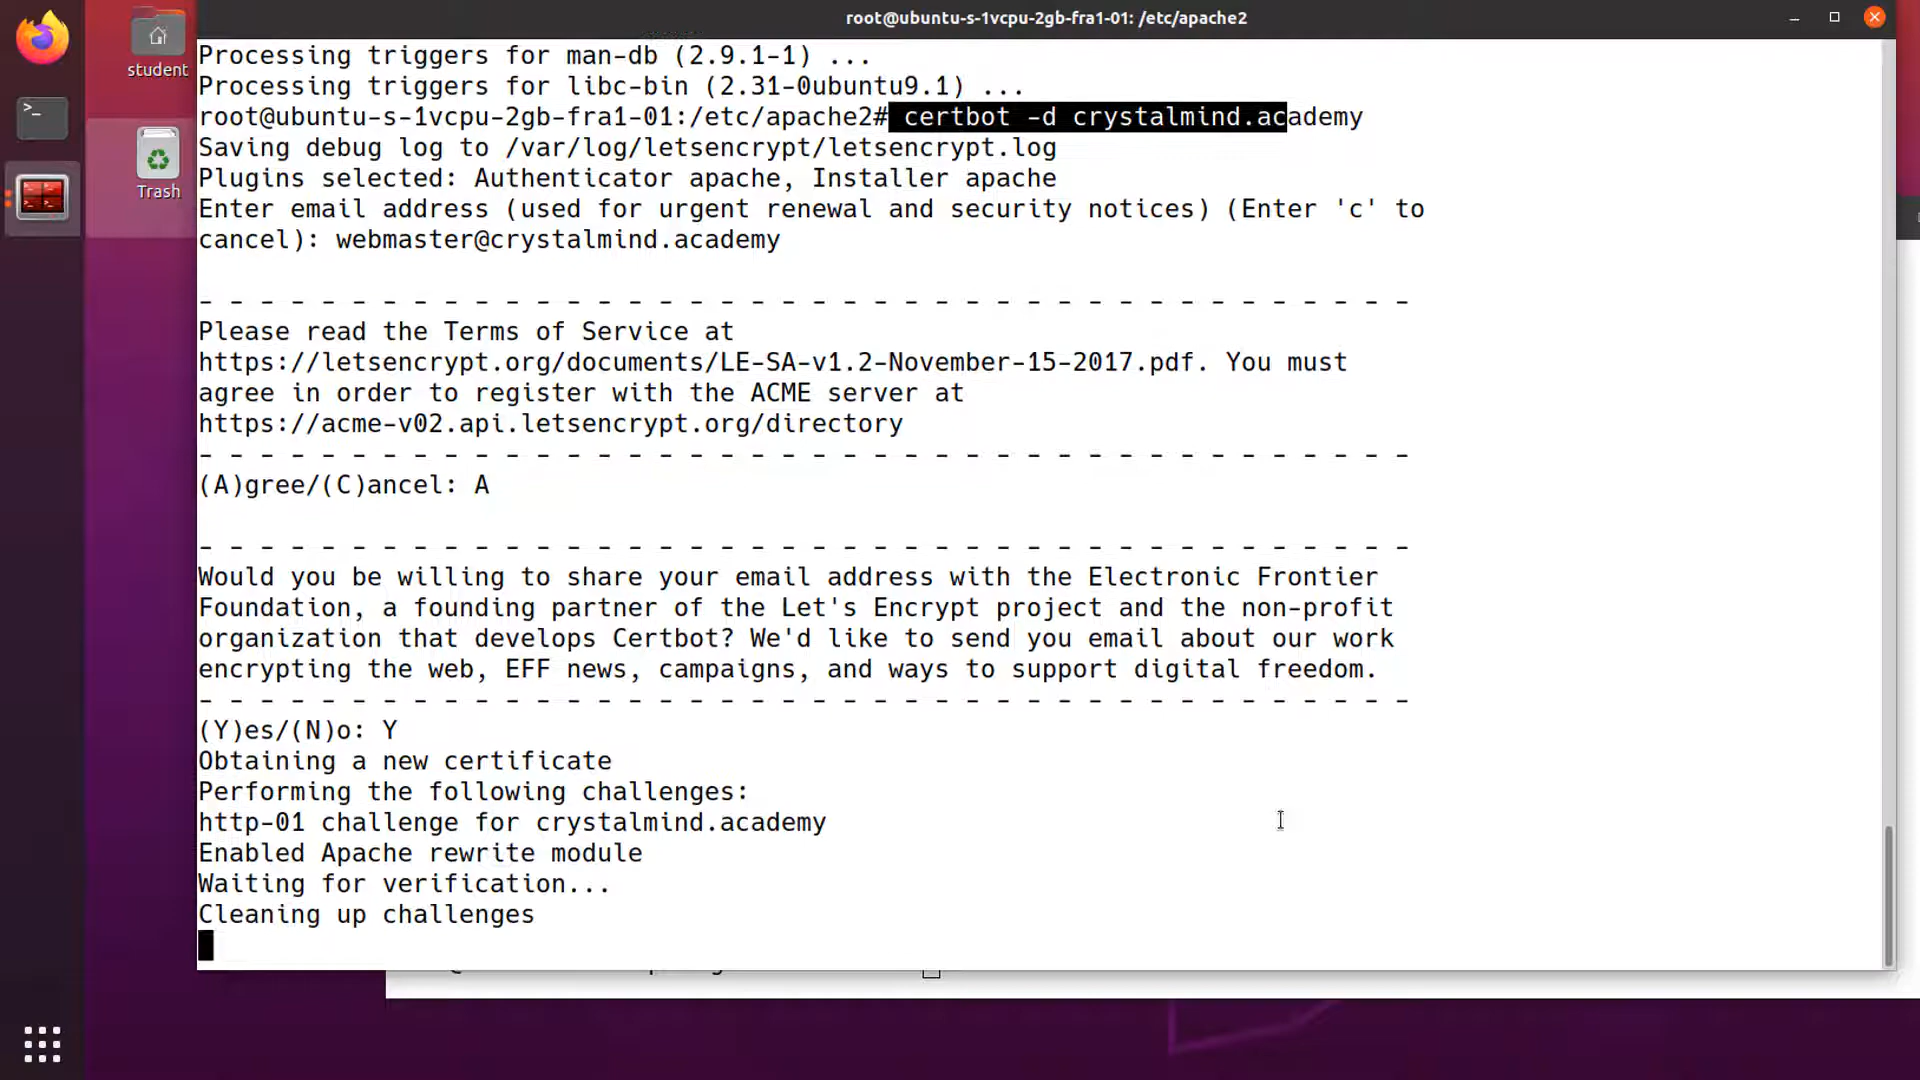 root@ubuntu-s-1vcpu-2gb-fra1-01: /etc/apache2
student
Trash
Processing triggers for man-db (2.9.1-1) ...
Processing triggers for libc-bin (2.31-0ubuntu9.1) ...
root@ubuntu-s-1vcpu-2gb-fra1-01:/etc/apache2# certbot -d crystalmind.academy
Saving debug log to /var/log/letsencrypt/letsencrypt.log
Plugins selected: Authenticator apache, Installer apache
Enter email address (used for urgent renewal and security notices) (Enter 'c' to
cancel): webmaster@crystalmind.academy
- - - - - - - - - - - - - - - - - - - - - - - - - - - - - - - - - - - - - - - -
Please read the Terms of Service at
https://letsencrypt.org/documents/LE-SA-v1.2-November-15-2017.pdf. You must
agree in order to register with the ACME server at
https://acme-v02.api.letsencrypt.org/directory
- - - - - - - - - - - - - - - - - - - - - - - - - - - - - - - - - - - - - - - -
(A)gree/(C)ancel: A
- - - - - - - - - - - - - - - - - - - - - - - - - - - - - - - - - - - - - - - -
Would you be willing to share your email address with the Electronic Frontier
Foundation, a founding partner of the Let's Encrypt project and the non-profit
organization that develops Certbot? We'd like to send you email about our work
encrypting the web, EFF news, campaigns, and ways to support digital freedom.
- - - - - - - - - - - - - - - - - - - - - - - - - - - - - - - - - - - - - - - -
(Y)es/(N)o: Y
Obtaining a new certificate
Performing the following challenges:
http-01 challenge for crystalmind.academy
Enabled Apache rewrite module
Waiting for verification...
Cleaning up challenges